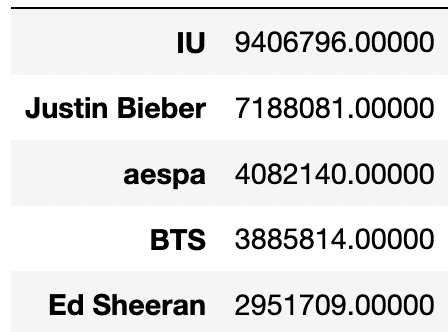 IU 9406796.00000
Justin Bieber 7188081.00000
aespa 4082140.00000
BTS 3885814.00000
Ed Sheeran 2951709.00000